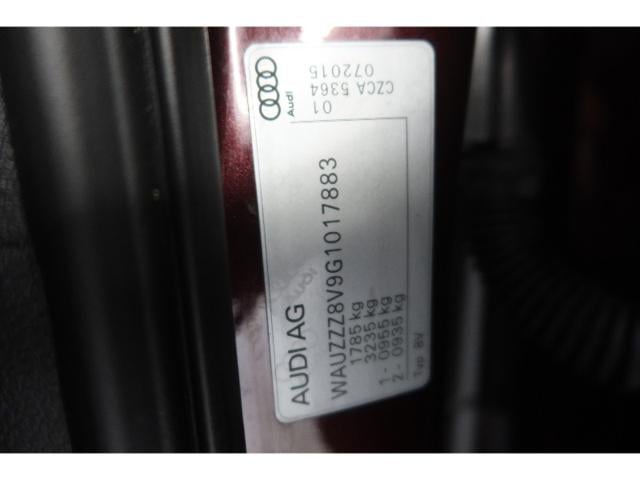 AUDI AG
WAUZZZ8V9G1017883
1785 kg
3235 kg
1 - 0955 kg
2 - 0935 kg
Typ 8V
Audi
01
CZCA 5364
072015